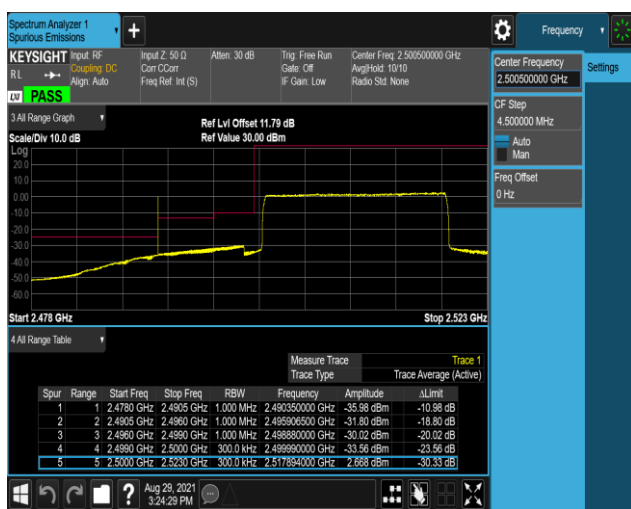 Spectrum Analyzer 1
Spurious Emissions
+
Frequency
KEYSIGHT Input: RF Input Z: 50 Ω Atten: 30 dB Trig: Free Run Center Freq: 2.500500000 GHz
RL Coupling: DC Corr CCorr Gate: Off Avg|Hold: 10/10
Align: Auto Freq Ref: Int (S) IF Gain: Low Radio Std: None
LXI PASS
Center Frequency
2.500500000 GHz
Settings
CF Step
4.500000 MHz
Auto
Man
Freq Offset
0 Hz
3 All Range Graph
Ref Lvl Offset 11.79 dB
Scale/Div 10.0 dB Ref Value 30.00 dBm
Log
20.0
10.0
0.00
-10.0
-20.0
-30.0
-40.0
-50.0
-60.0
Start 2.478 GHz Stop 2.523 GHz
4 All Range Table
Measure Trace Trace 1
Trace Type Trace Average (Active)
Spur Range Start Freq Stop Freq RBW Frequency Amplitude ΔLimit
1 1 2.4780 GHz 2.4905 GHz 1.000 MHz 2.490350000 GHz -35.98 dBm -10.98 dB
2 2 2.4905 GHz 2.4960 GHz 1.000 MHz 2.495906500 GHz -31.80 dBm -18.80 dB
3 3 2.4960 GHz 2.4990 GHz 1.000 MHz 2.498880000 GHz -30.02 dBm -20.02 dB
4 4 2.4990 GHz 2.5000 GHz 300.0 kHz 2.499990000 GHz -33.56 dBm -23.56 dB
5 5 2.5000 GHz 2.5230 GHz 300.0 kHz 2.517894000 GHz 2.668 dBm -30.33 dB
?
Aug 29, 2021
3:24:29 PM